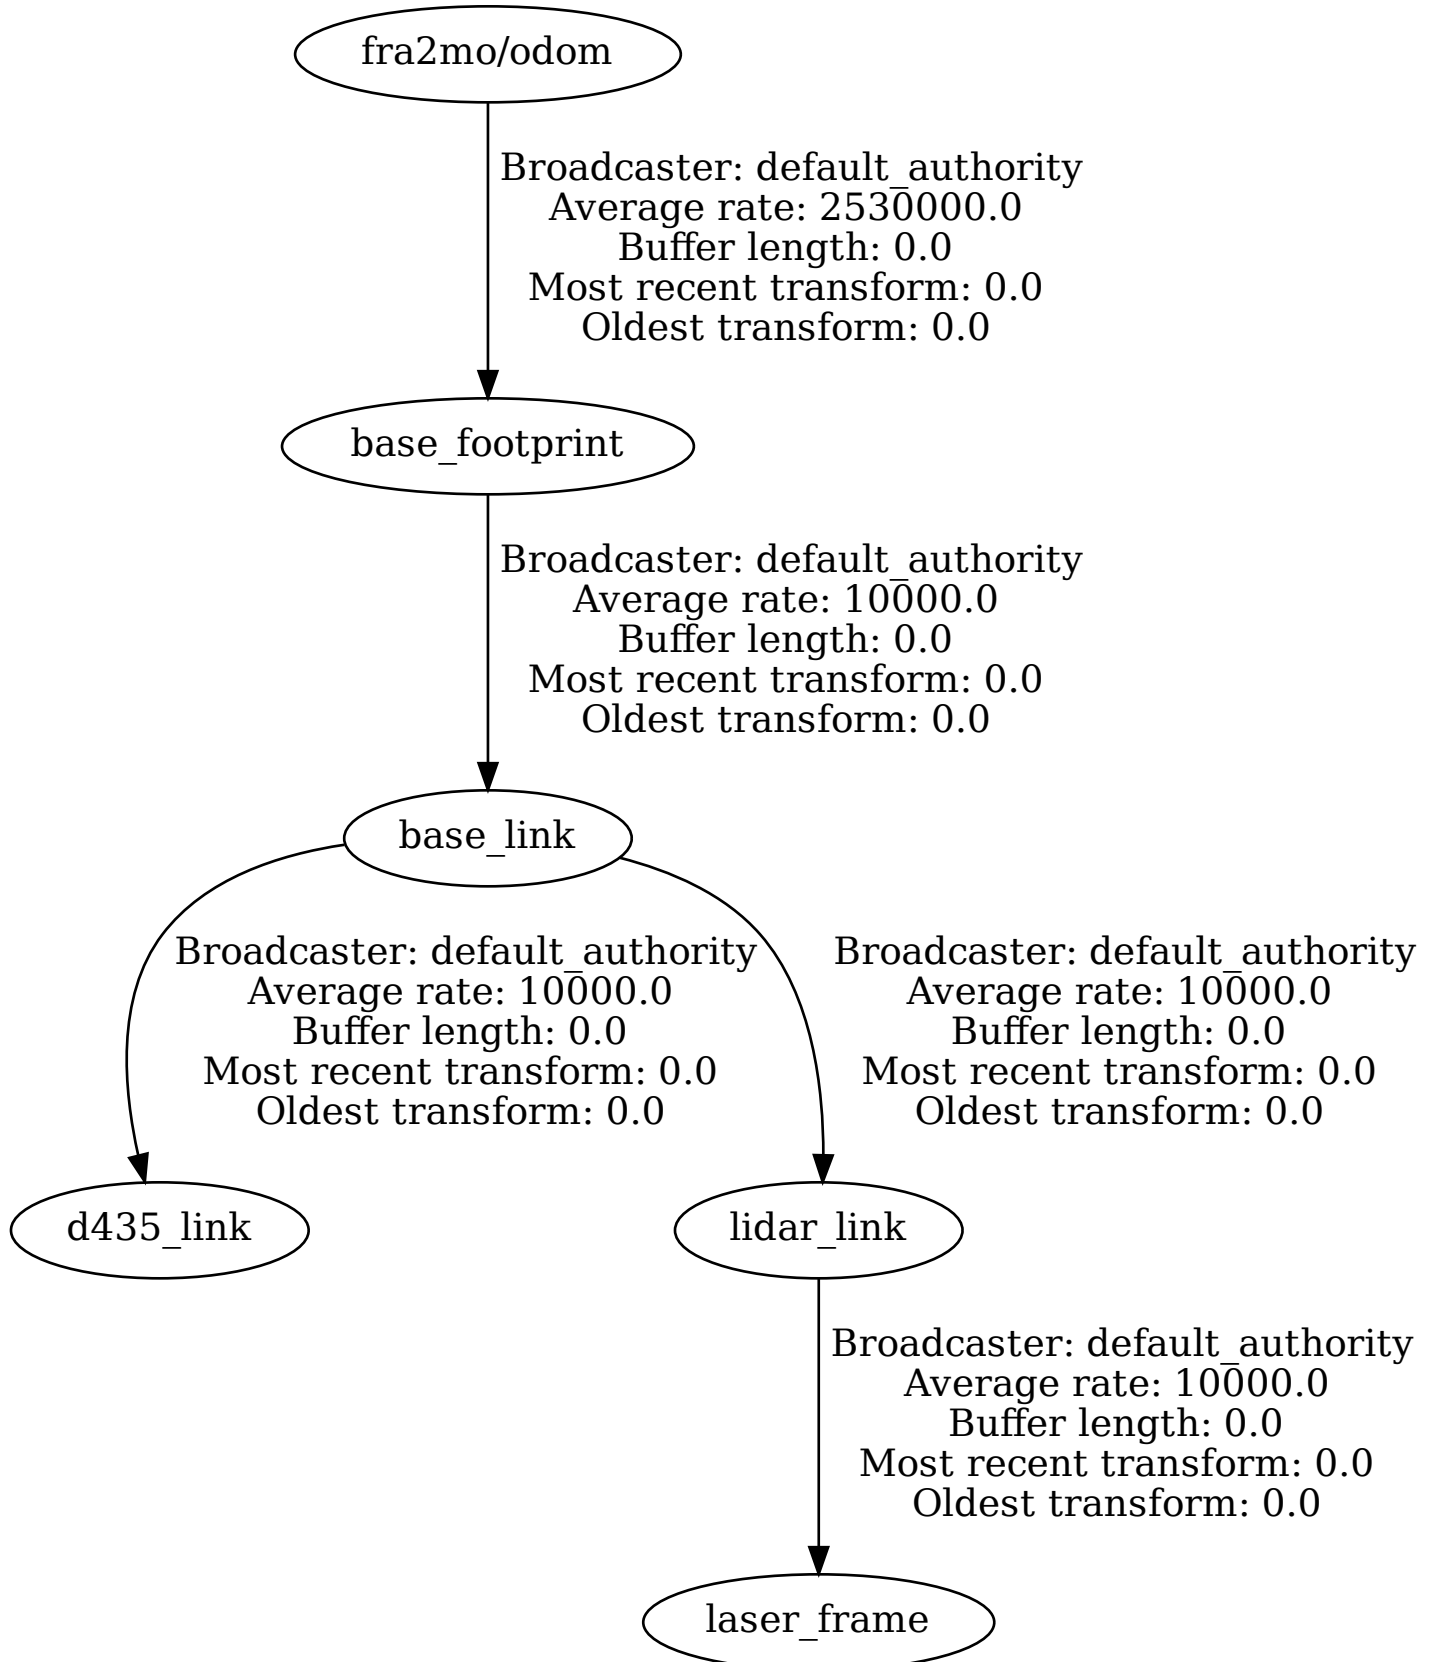 fra2mo/odom
Broadcaster: default_authority
Average rate: 2530000.0
Buffer length: 0.0
Most recent transform: 0.0
Oldest transform: 0.0
base_footprint
Broadcaster: default_authority
Average rate: 10000.0
Buffer length: 0.0
Most recent transform: 0.0
Oldest transform: 0.0
base_link
Broadcaster: default_authority
Average rate: 10000.0
Buffer length: 0.0
Most recent transform: 0.0
Oldest transform: 0.0
Broadcaster: default_authority
Average rate: 10000.0
Buffer length: 0.0
Most recent transform: 0.0
Oldest transform: 0.0
d435_link
lidar_link
Broadcaster: default_authority
Average rate: 10000.0
Buffer length: 0.0
Most recent transform: 0.0
Oldest transform: 0.0
laser_frame